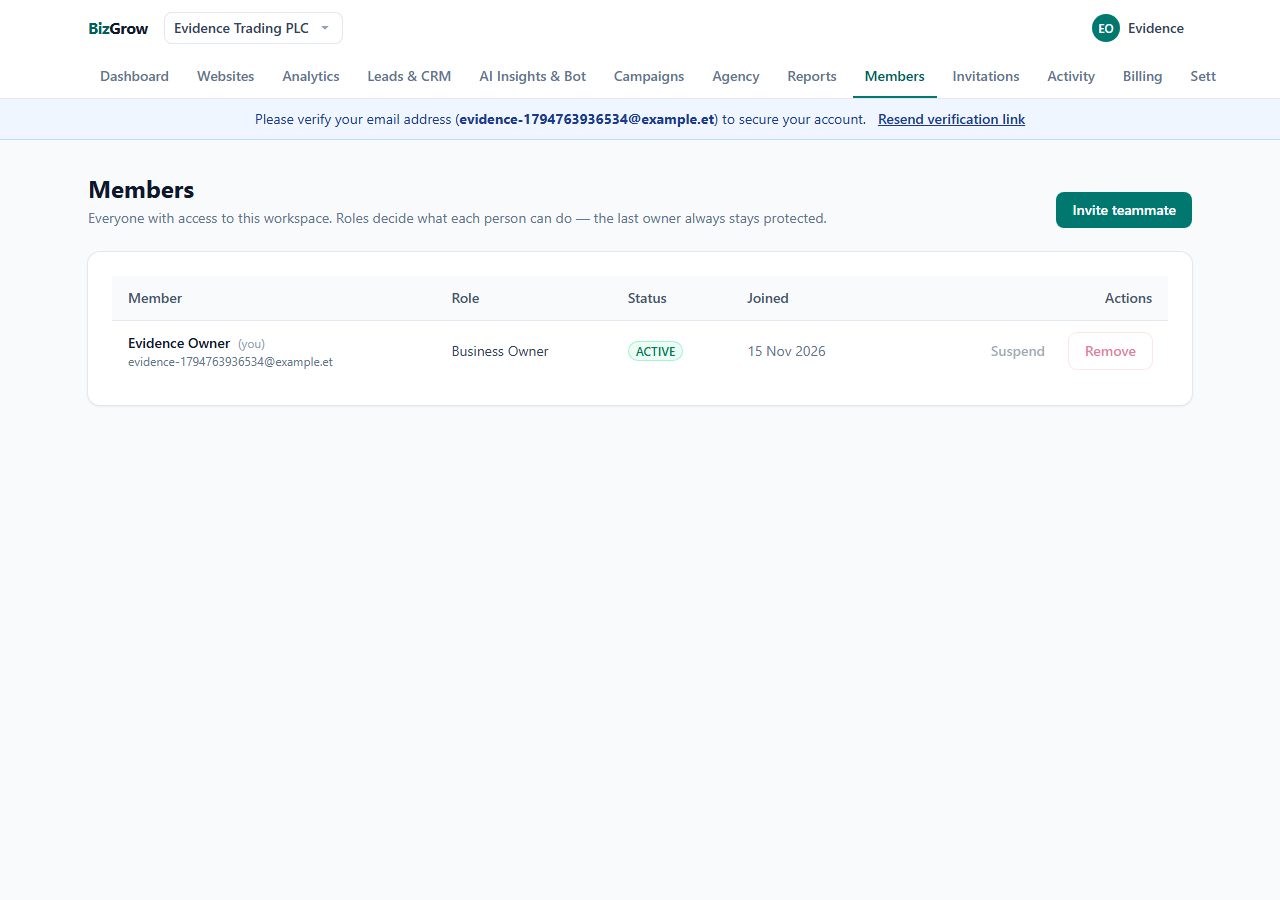 BizGrow Evidence Trading PLC EO Evidence
Dashboard Websites Analytics Leads & CRM AI Insights & Bot Campaigns Agency Reports Members Invitations Activity Billing Sett
Please verify your email address (evidence-1794763936534@example.et) to secure your account. Resend verification link
Members
Everyone with access to this workspace. Roles decide what each person can do — the last owner always stays protected.
Invite teammate
Member Role Status Joined Actions
Evidence Owner (you)
evidence-1794763936534@example.et
Business Owner ACTIVE 15 Nov 2026 Suspend Remove